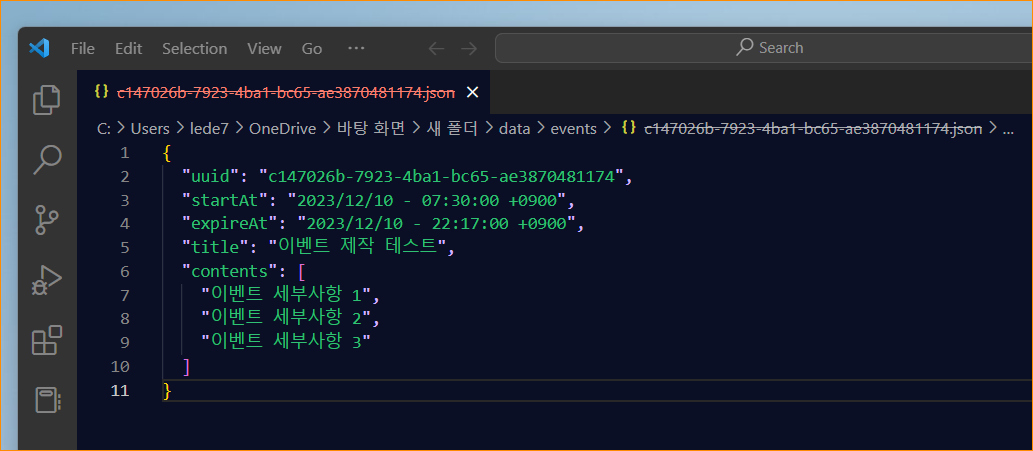 File Edit Selection View Go ··· Search
{} c147026b-7923-4ba1-bc65-ae3870481174.json
C: > Users > lede7 > OneDrive > 바탕 화면 > 새 폴더 > data > events > {} c147026b-7923-4ba1-bc65-ae3870481174.json > ...
1 {
2 "uuid": "c147026b-7923-4ba1-bc65-ae3870481174",
3 "startAt": "2023/12/10 - 07:30:00 +0900",
4 "expireAt": "2023/12/10 - 22:17:00 +0900",
5 "title": "이벤트 제작 테스트",
6 "contents": [
7 "이벤트 세부사항 1",
8 "이벤트 세부사항 2",
9 "이벤트 세부사항 3"
10 ]
11 }